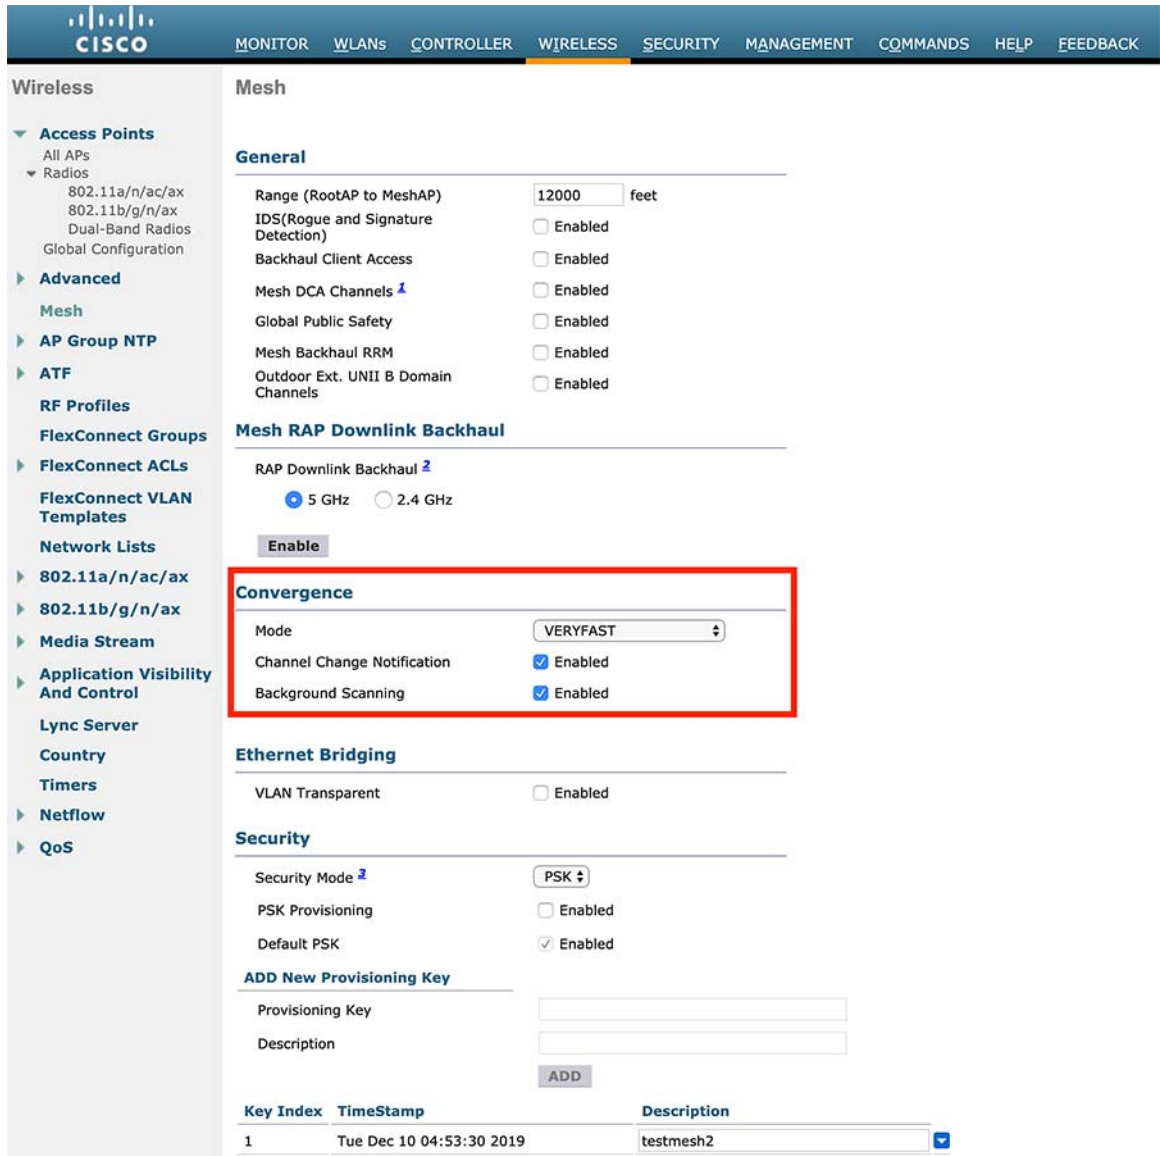 CISCO
MONITOR WLANs CONTROLLER WIRELESS SECURITY MANAGEMENT COMMANDS HELP FEEDBACK
Wireless
Access Points
All APs
Radios
802.11a/n/ac/ax
802.11b/g/n/ax
Dual-Band Radios
Global Configuration
Advanced
Mesh
AP Group NTP
ATF
RF Profiles
FlexConnect Groups
FlexConnect ACLs
FlexConnect VLAN
Templates
Network Lists
802.11a/n/ac/ax
802.11b/g/n/ax
Media Stream
Application Visibility
And Control
Lync Server
Country
Timers
Netflow
QoS
Mesh
General
Range (RootAP to MeshAP) 12000 feet
IDS(Rogue and Signature
Detection) Enabled
Backhaul Client Access Enabled
Mesh DCA Channels 1 Enabled
Global Public Safety Enabled
Mesh Backhaul RRM Enabled
Outdoor Ext. UNII B Domain
Channels Enabled
Mesh RAP Downlink Backhaul
RAP Downlink Backhaul 2
5 GHz 2.4 GHz
Enable
Convergence
Mode VERYFAST
Channel Change Notification Enabled
Background Scanning Enabled
Ethernet Bridging
VLAN Transparent Enabled
Security
Security Mode 3 PSK
PSK Provisioning Enabled
Default PSK Enabled
ADD New Provisioning Key
Provisioning Key
Description
ADD
Key Index TimeStamp Description
1 Tue Dec 10 04:53:30 2019 testmesh2